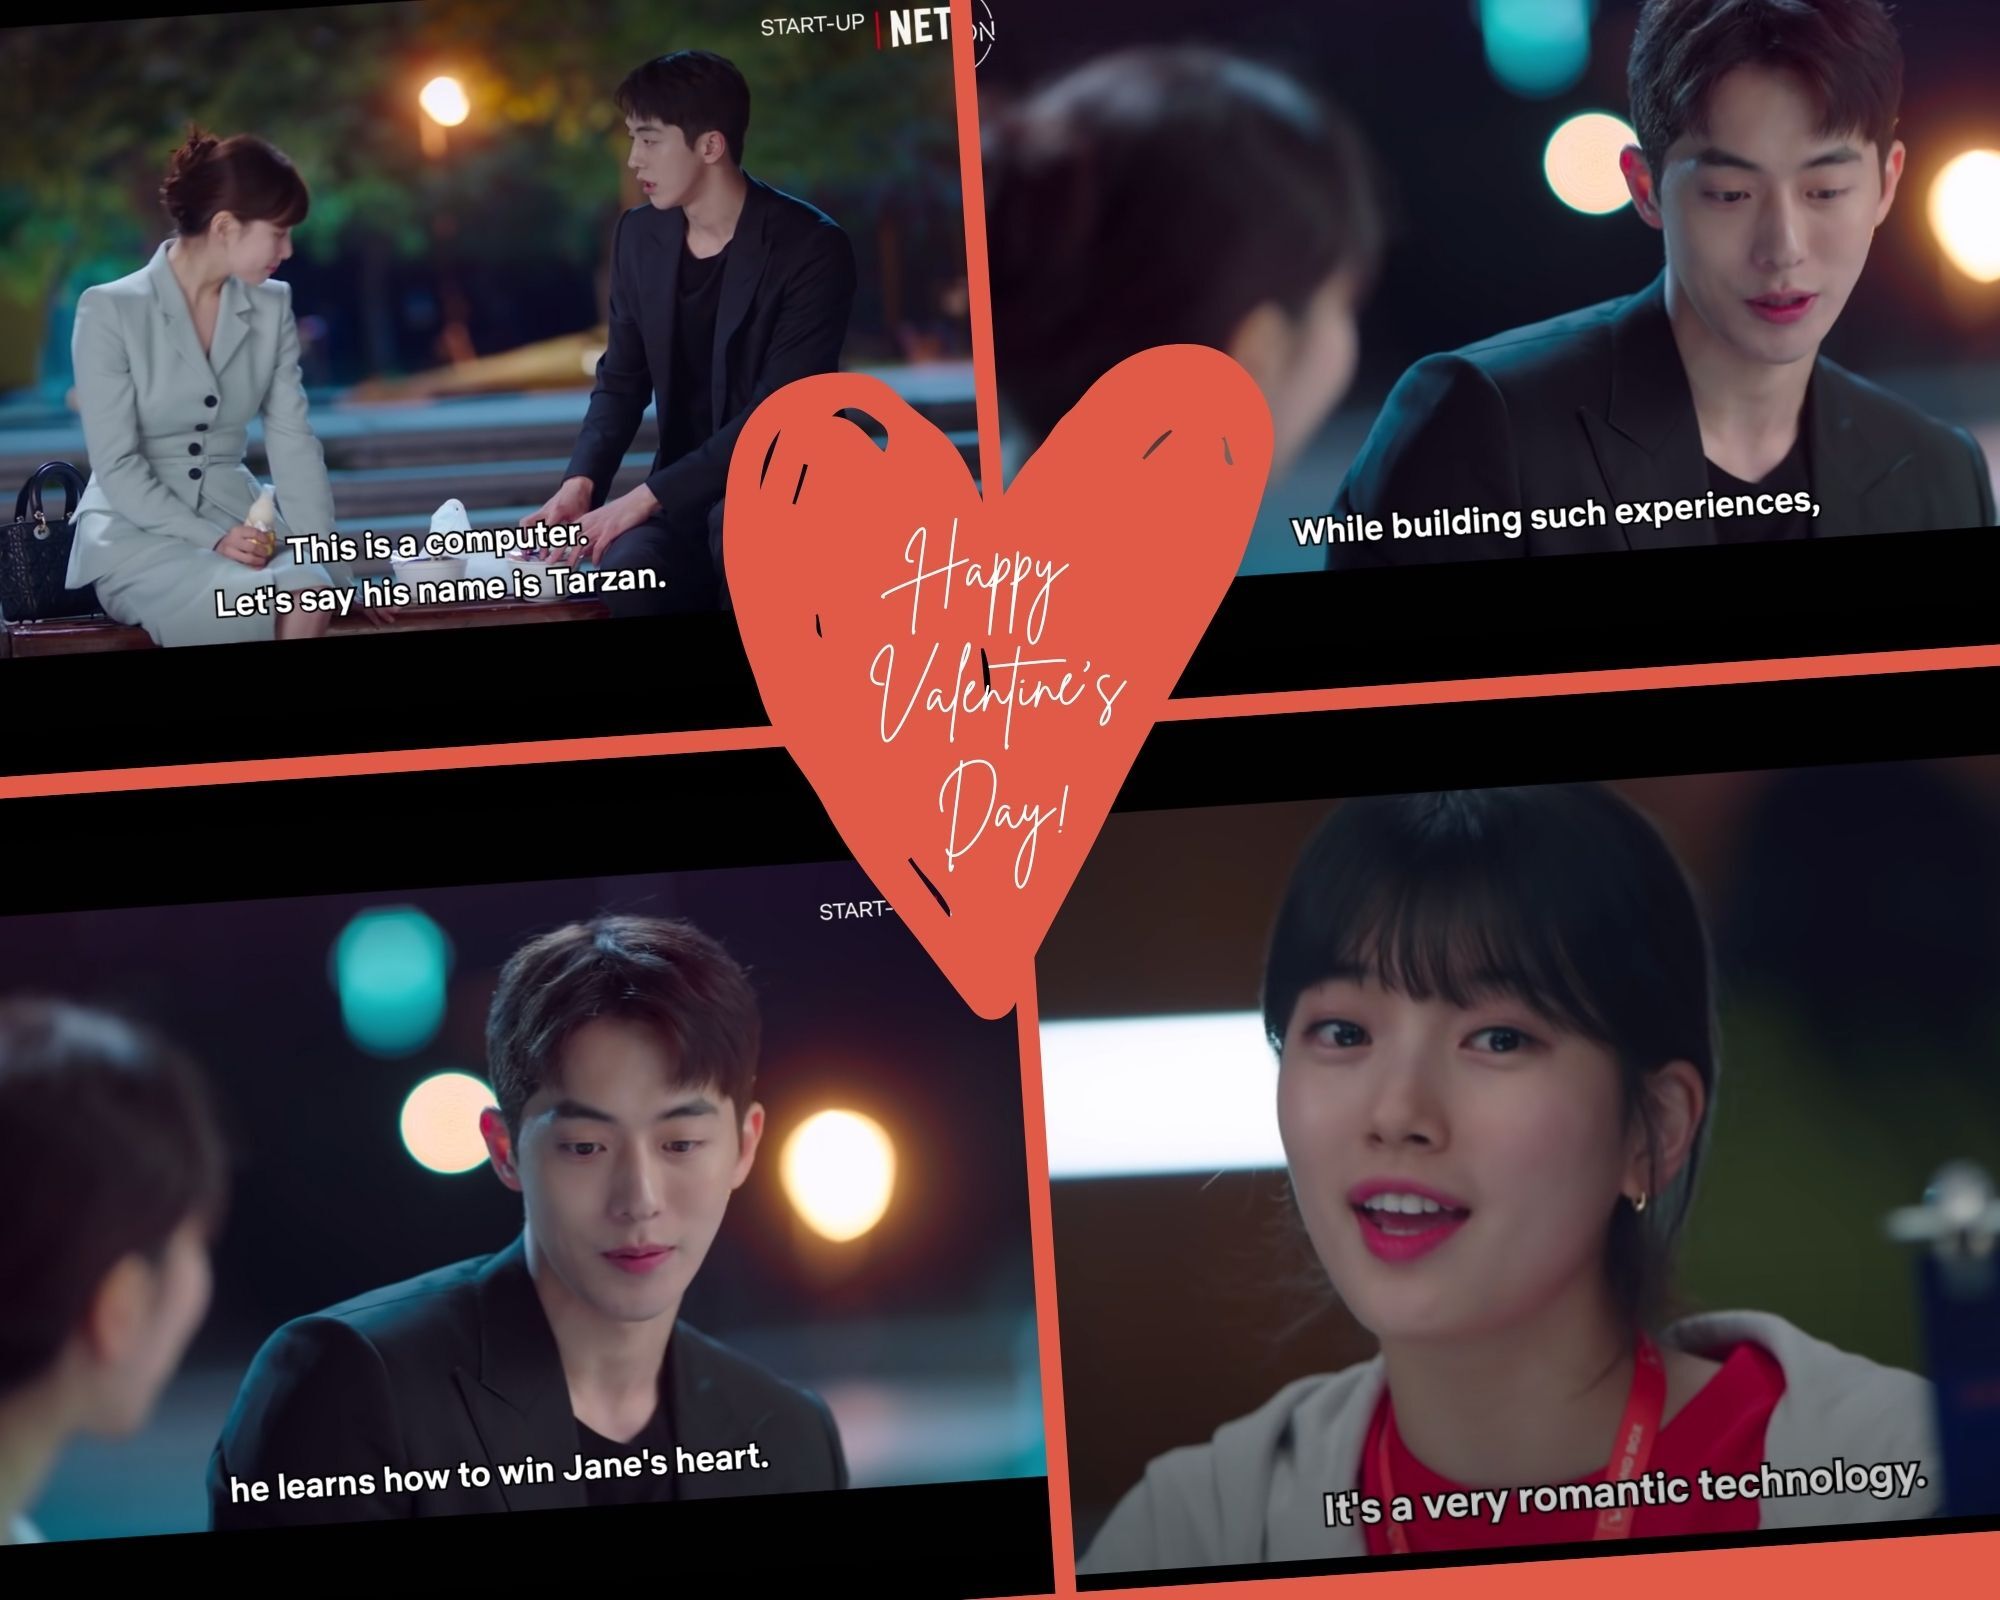 START-UP | NET
ON
This is a computer.
Let's say his name is Tarzan.
While building such experiences,
Happy
Valentine's
Day!
START-
he learns how to win Jane's heart.
It's a very romantic technology.